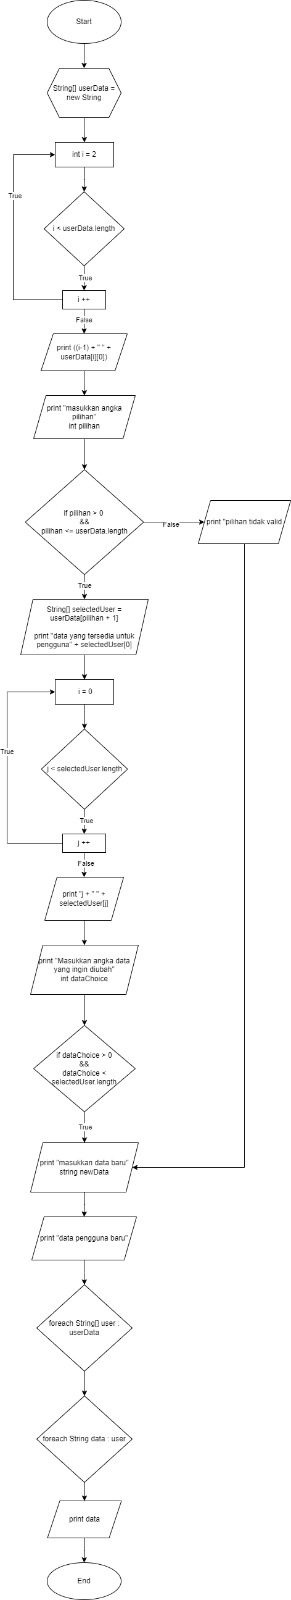 Start
String[] userData =
new String
int i = 2
True
i < userData.length
True
i ++
False
print ((i-1) + " " +
userData[i][0])
print "masukkan angka
pilihan"
int pilihan
if pilihan > 0
&&
pilihan <= userData.length
False
print "pilihan tidak valid
True
String[] selectedUser =
userData[pilihan + 1]
print "data yang tersedia untuk
pengguna" + selectedUser[0]
i = 0
True
j < selectedUser.length
True
j ++
False
print "j + " " +
selectedUser[j]
print "Masukkan angka data
yang ingin diubah"
int dataChoice
if dataChoice > 0
&&
dataChoice <
selectedUser.length
True
print "masukkan data baru"
string newData
print "data pengguna baru"
foreach String[] user :
userData
foreach String data : user
print data
End